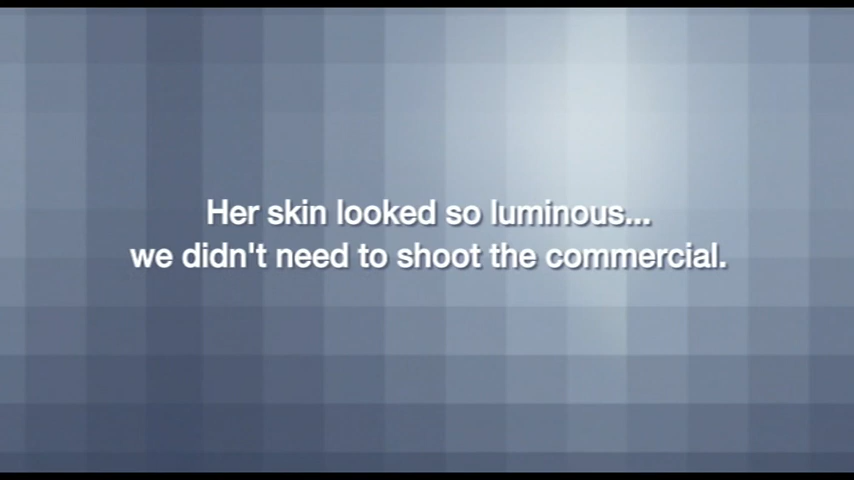 Her skin looked so luminous...
we didn't need to shoot the commercial.